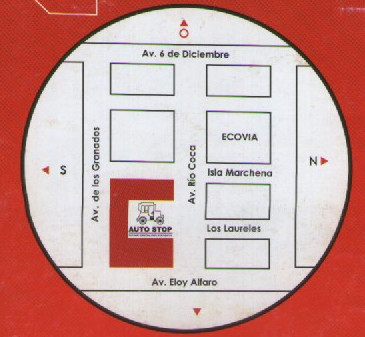 O
Av. 6 de Diciembre
ECOVIA
S
N
Av. de los Granados
Av. Río Coca
Isla Marchena
AUTO STOP
Los Laureles
Av. Eloy Alfaro